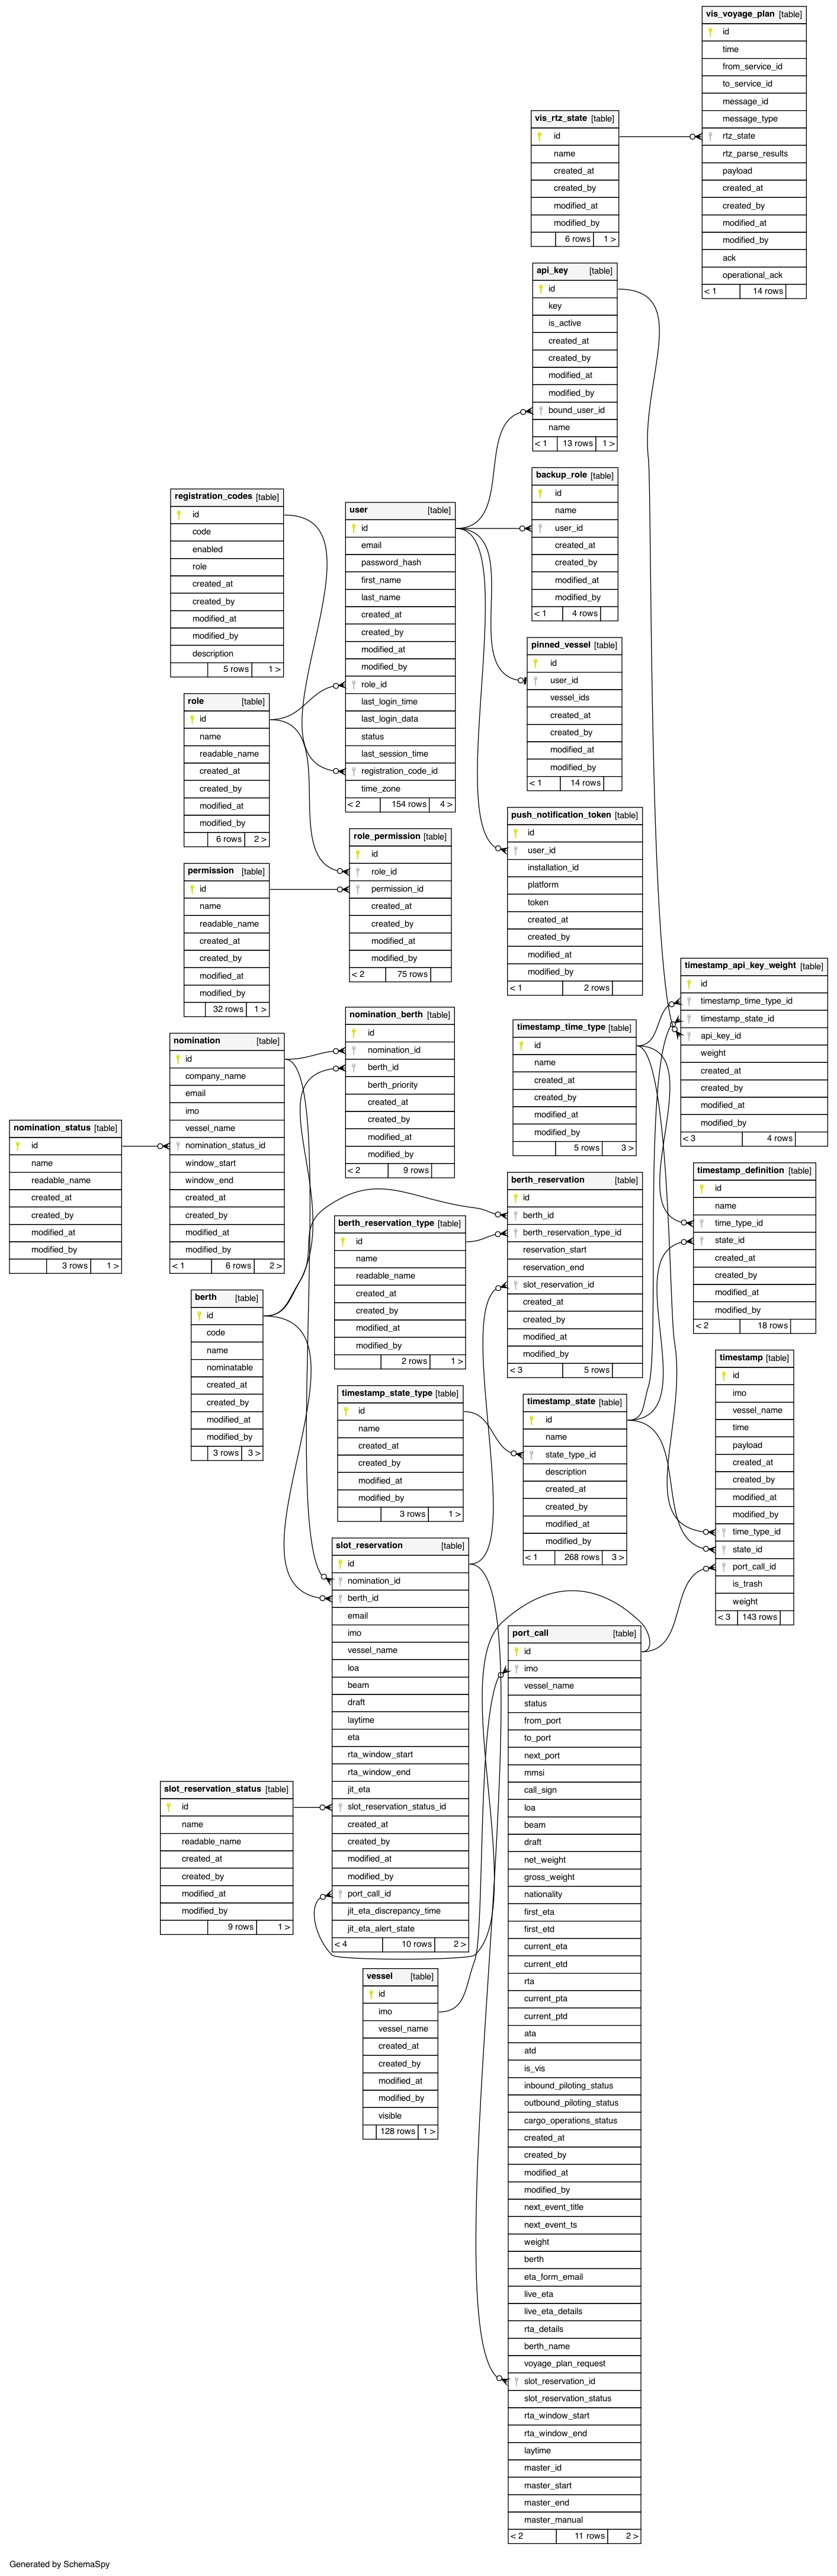 vis_voyage_plan [table]
id
time
from_service_id
to_service_id
message_id
message_type
rtz_state
rtz_parse_results
payload
created_at
created_by
modified_at
modified_by
ack
operational_ack
< 1 14 rows
vis_rtz_state [table]
id
name
created_at
created_by
modified_at
modified_by
6 rows 1 >
api_key [table]
id
key
is_active
created_at
created_by
modified_at
modified_by
bound_user_id
name
< 1 13 rows 1 >
backup_role [table]
id
name
user_id
created_at
created_by
modified_at
modified_by
< 1 4 rows
registration_codes [table]
id
code
enabled
role
created_at
created_by
modified_at
modified_by
description
5 rows 1 >
user [table]
id
email
password_hash
first_name
last_name
created_at
created_by
modified_at
modified_by
role_id
last_login_time
last_login_data
status
last_session_time
registration_code_id
time_zone
< 2 154 rows 4 >
pinned_vessel [table]
id
user_id
vessel_ids
created_at
created_by
modified_at
modified_by
< 1 14 rows
role [table]
id
name
readable_name
created_at
created_by
modified_at
modified_by
6 rows 2 >
push_notification_token [table]
id
user_id
installation_id
platform
token
created_at
created_by
modified_at
modified_by
< 1 2 rows
role_permission [table]
id
role_id
permission_id
created_at
created_by
modified_at
modified_by
< 2 75 rows
permission [table]
id
name
readable_name
created_at
created_by
modified_at
modified_by
32 rows 1 >
timestamp_api_key_weight [table]
id
timestamp_time_type_id
timestamp_state_id
api_key_id
weight
created_at
created_by
modified_at
modified_by
< 3 4 rows
nomination_berth [table]
id
nomination_id
berth_id
berth_priority
created_at
created_by
modified_at
modified_by
< 2 9 rows
timestamp_time_type [table]
id
name
created_at
created_by
modified_at
modified_by
5 rows 3 >
nomination [table]
id
company_name
email
imo
vessel_name
nomination_status_id
window_start
window_end
created_at
created_by
modified_at
modified_by
< 1 6 rows 2 >
nomination_status [table]
id
name
readable_name
created_at
created_by
modified_at
modified_by
3 rows 1 >
timestamp_definition [table]
id
name
time_type_id
state_id
created_at
created_by
modified_at
modified_by
< 2 18 rows
berth_reservation [table]
id
berth_id
berth_reservation_type_id
reservation_start
reservation_end
slot_reservation_id
created_at
created_by
modified_at
modified_by
< 3 5 rows
berth_reservation_type [table]
id
name
readable_name
created_at
created_by
modified_at
modified_by
2 rows 1 >
berth [table]
id
code
name
nominatable
created_at
created_by
modified_at
modified_by
3 rows 3 >
timestamp [table]
id
imo
vessel_name
time
payload
created_at
created_by
modified_at
modified_by
time_type_id
state_id
port_call_id
is_trash
weight
< 3 143 rows
timestamp_state_type [table]
id
name
created_at
created_by
modified_at
modified_by
3 rows 1 >
timestamp_state [table]
id
name
state_type_id
description
created_at
created_by
modified_at
modified_by
< 1 268 rows 3 >
slot_reservation [table]
id
nomination_id
berth_id
email
imo
vessel_name
loa
beam
draft
laytime
eta
rta_window_start
rta_window_end
jit_eta
slot_reservation_status_id
created_at
created_by
modified_at
modified_by
port_call_id
jit_eta_discrepancy_time
jit_eta_alert_state
< 4 10 rows 2 >
slot_reservation_status [table]
id
name
readable_name
created_at
created_by
modified_at
modified_by
9 rows 1 >
port_call [table]
id
imo
vessel_name
status
from_port
to_port
next_port
mmsi
call_sign
loa
beam
draft
net_weight
gross_weight
nationality
first_eta
first_etd
current_eta
current_etd
rta
current_pta
current_ptd
ata
atd
is_vis
inbound_piloting_status
outbound_piloting_status
cargo_operations_status
created_at
created_by
modified_at
modified_by
next_event_title
next_event_ts
weight
berth
eta_form_email
live_eta
live_eta_details
rta_details
berth_name
voyage_plan_request
slot_reservation_id
slot_reservation_status
rta_window_start
rta_window_end
laytime
master_id
master_start
master_end
master_manual
< 2 11 rows 2 >
vessel [table]
id
imo
vessel_name
created_at
created_by
modified_at
modified_by
visible
128 rows 1 >
Generated by SchemaSpy